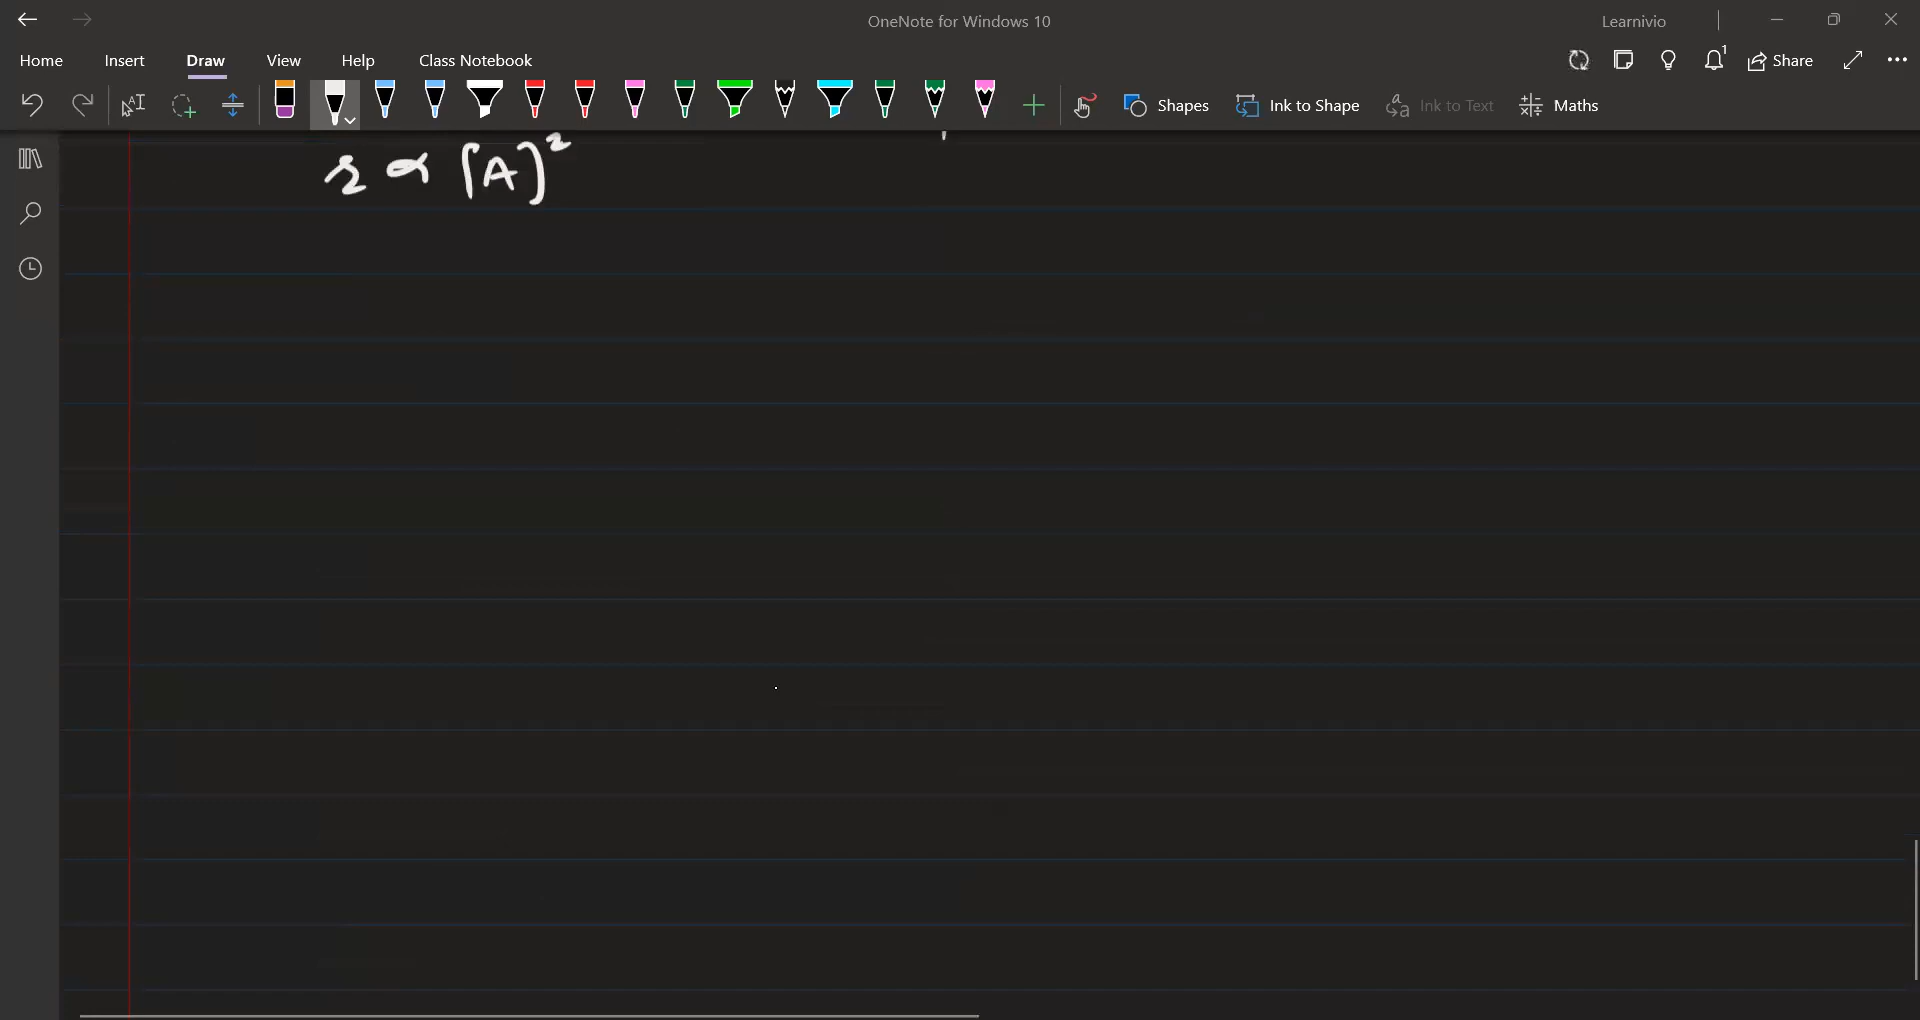 OneNote for Windows 10
Learnivio
Home Insert Draw View Help Class Notebook
1
Share
Shapes Ink to Shape Ink to Text Maths
r ∝ [A]²